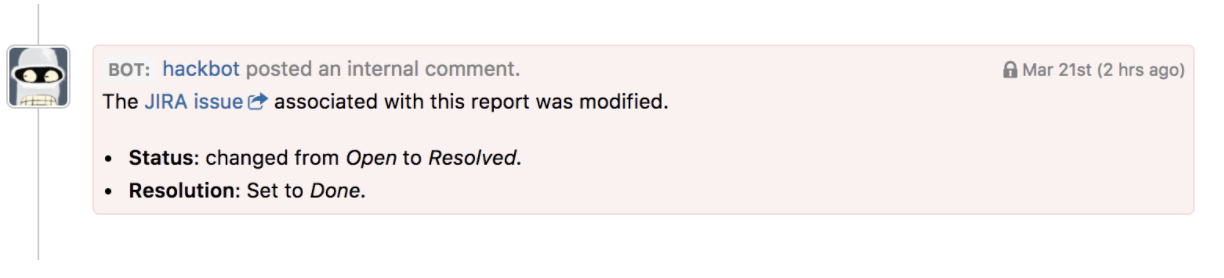 BOT: hackbot posted an internal comment. Mar 21st (2 hrs ago)
The JIRA issue associated with this report was modified.
• Status: changed from Open to Resolved.
• Resolution: Set to Done.